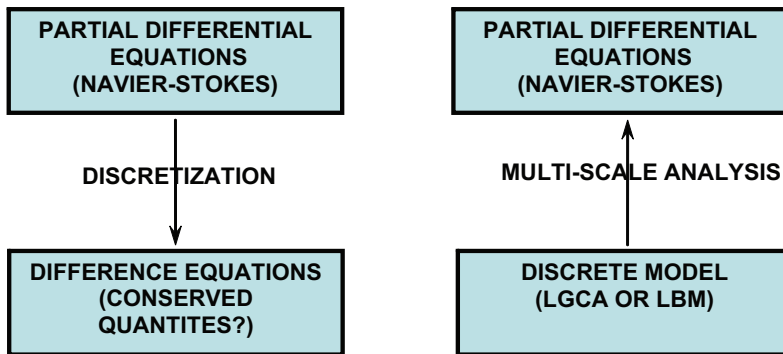 PARTIAL DIFFERENTIAL
EQUATIONS
(NAVIER-STOKES)
DISCRETIZATION
DIFFERENCE EQUATIONS
(CONSERVED
QUANTITES?)
PARTIAL DIFFERENTIAL
EQUATIONS
(NAVIER-STOKES)
MULTI-SCALE ANALYSIS
DISCRETE MODEL
(LGCA OR LBM)